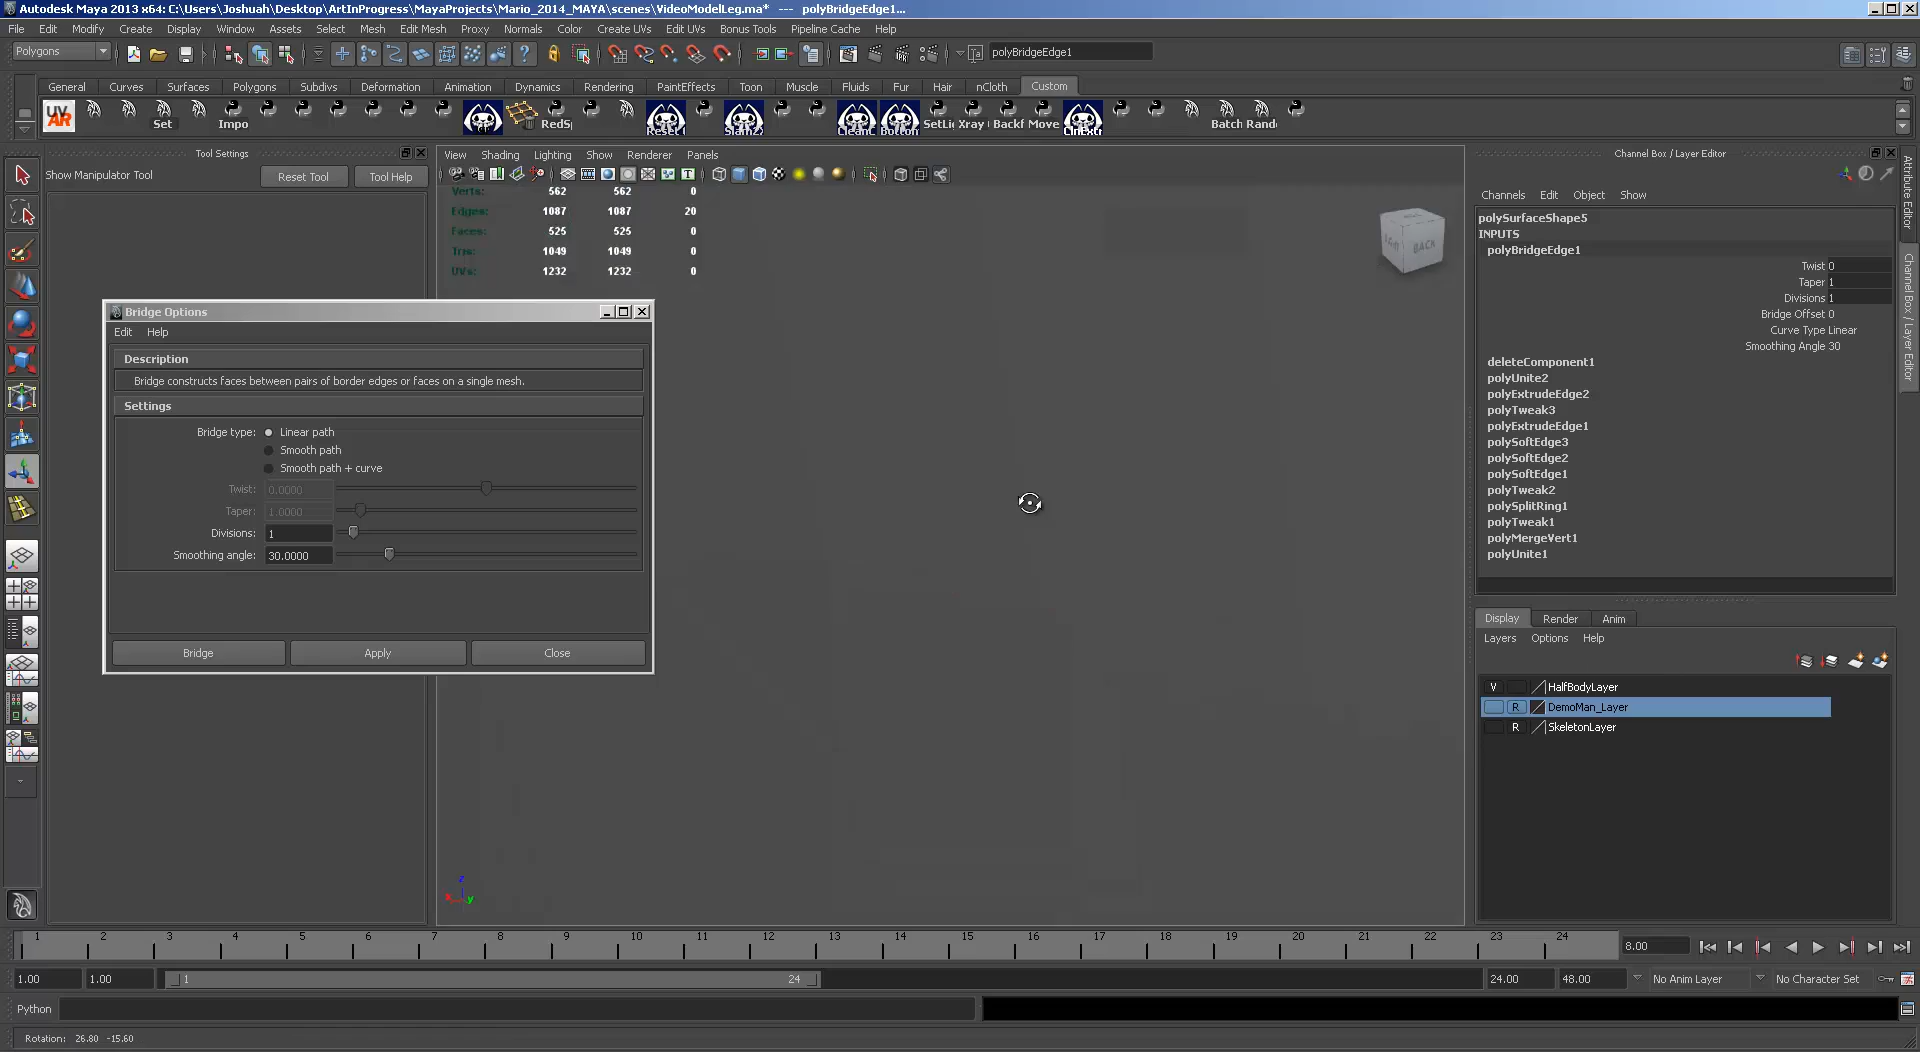 Autodesk Maya 2013 x64: C:\Users\Joshuah\Desktop\ArtInProgress\MayaProjects\Mario_2014_MAYA\scenes\VideoModelLeg.ma* --- polyBridgeEdge1...
File Edit Modify Create Display Window Assets Select Mesh Edit Mesh Proxy Normals Color Create UVs Edit UVs Bonus Tools Pipeline Cache Help
Polygons
polyBridgeEdge1
General Curves Surfaces Polygons Subdivs Deformation Animation Dynamics Rendering PaintEffects Toon Muscle Fluids Fur Hair nCloth Custom
UV AR Set Impo RedS Reset Slam2 CleanC Botton SetLi Xray Backf Move Batch Rand
Tool Settings
Show Manipulator Tool
Reset Tool
Tool Help
View Shading Lighting Show Renderer Panels
Verts: 562 562 0
Edges: 1087 1087 20
Faces: 525 525 0
Tris: 1049 1049 0
UVs: 1232 1232 0
BACK
Bridge Options
Edit Help
Description
Bridge constructs faces between pairs of border edges or faces on a single mesh.
Settings
Bridge type: Linear path
Smooth path
Smooth path + curve
Twist: 0.0000
Taper: 1.0000
Divisions: 1
Smoothing angle: 30.0000
Bridge
Apply
Close
z
x
y
Channel Box / Layer Editor
Channels Edit Object Show
polySurfaceShape5
INPUTS
polyBridgeEdge1
Twist 0
Taper 1
Divisions 1
Bridge Offset 0
Curve Type Linear
Smoothing Angle 30
deleteComponent1
polyUnite2
polyExtrudeEdge2
polyTweak3
polyExtrudeEdge1
polySoftEdge3
polySoftEdge2
polySoftEdge1
polyTweak2
polySplitRing1
polyTweak1
polyMergeVert1
polyUnite1
Attribute Editor
Channel Box / Layer Editor
Display Render Anim
Layers Options Help
V HalfBodyLayer
R DemoMan_Layer
R SkeletonLayer
1 2 3 4 5 6 7 8 9 10 11 12 13 14 15 16 17 18 19 20 21 22 23 24
8.00
1.00 1.00 1 24 24.00 48.00 No Anim Layer No Character Set
Python
Rotation: 26.80 -15.60